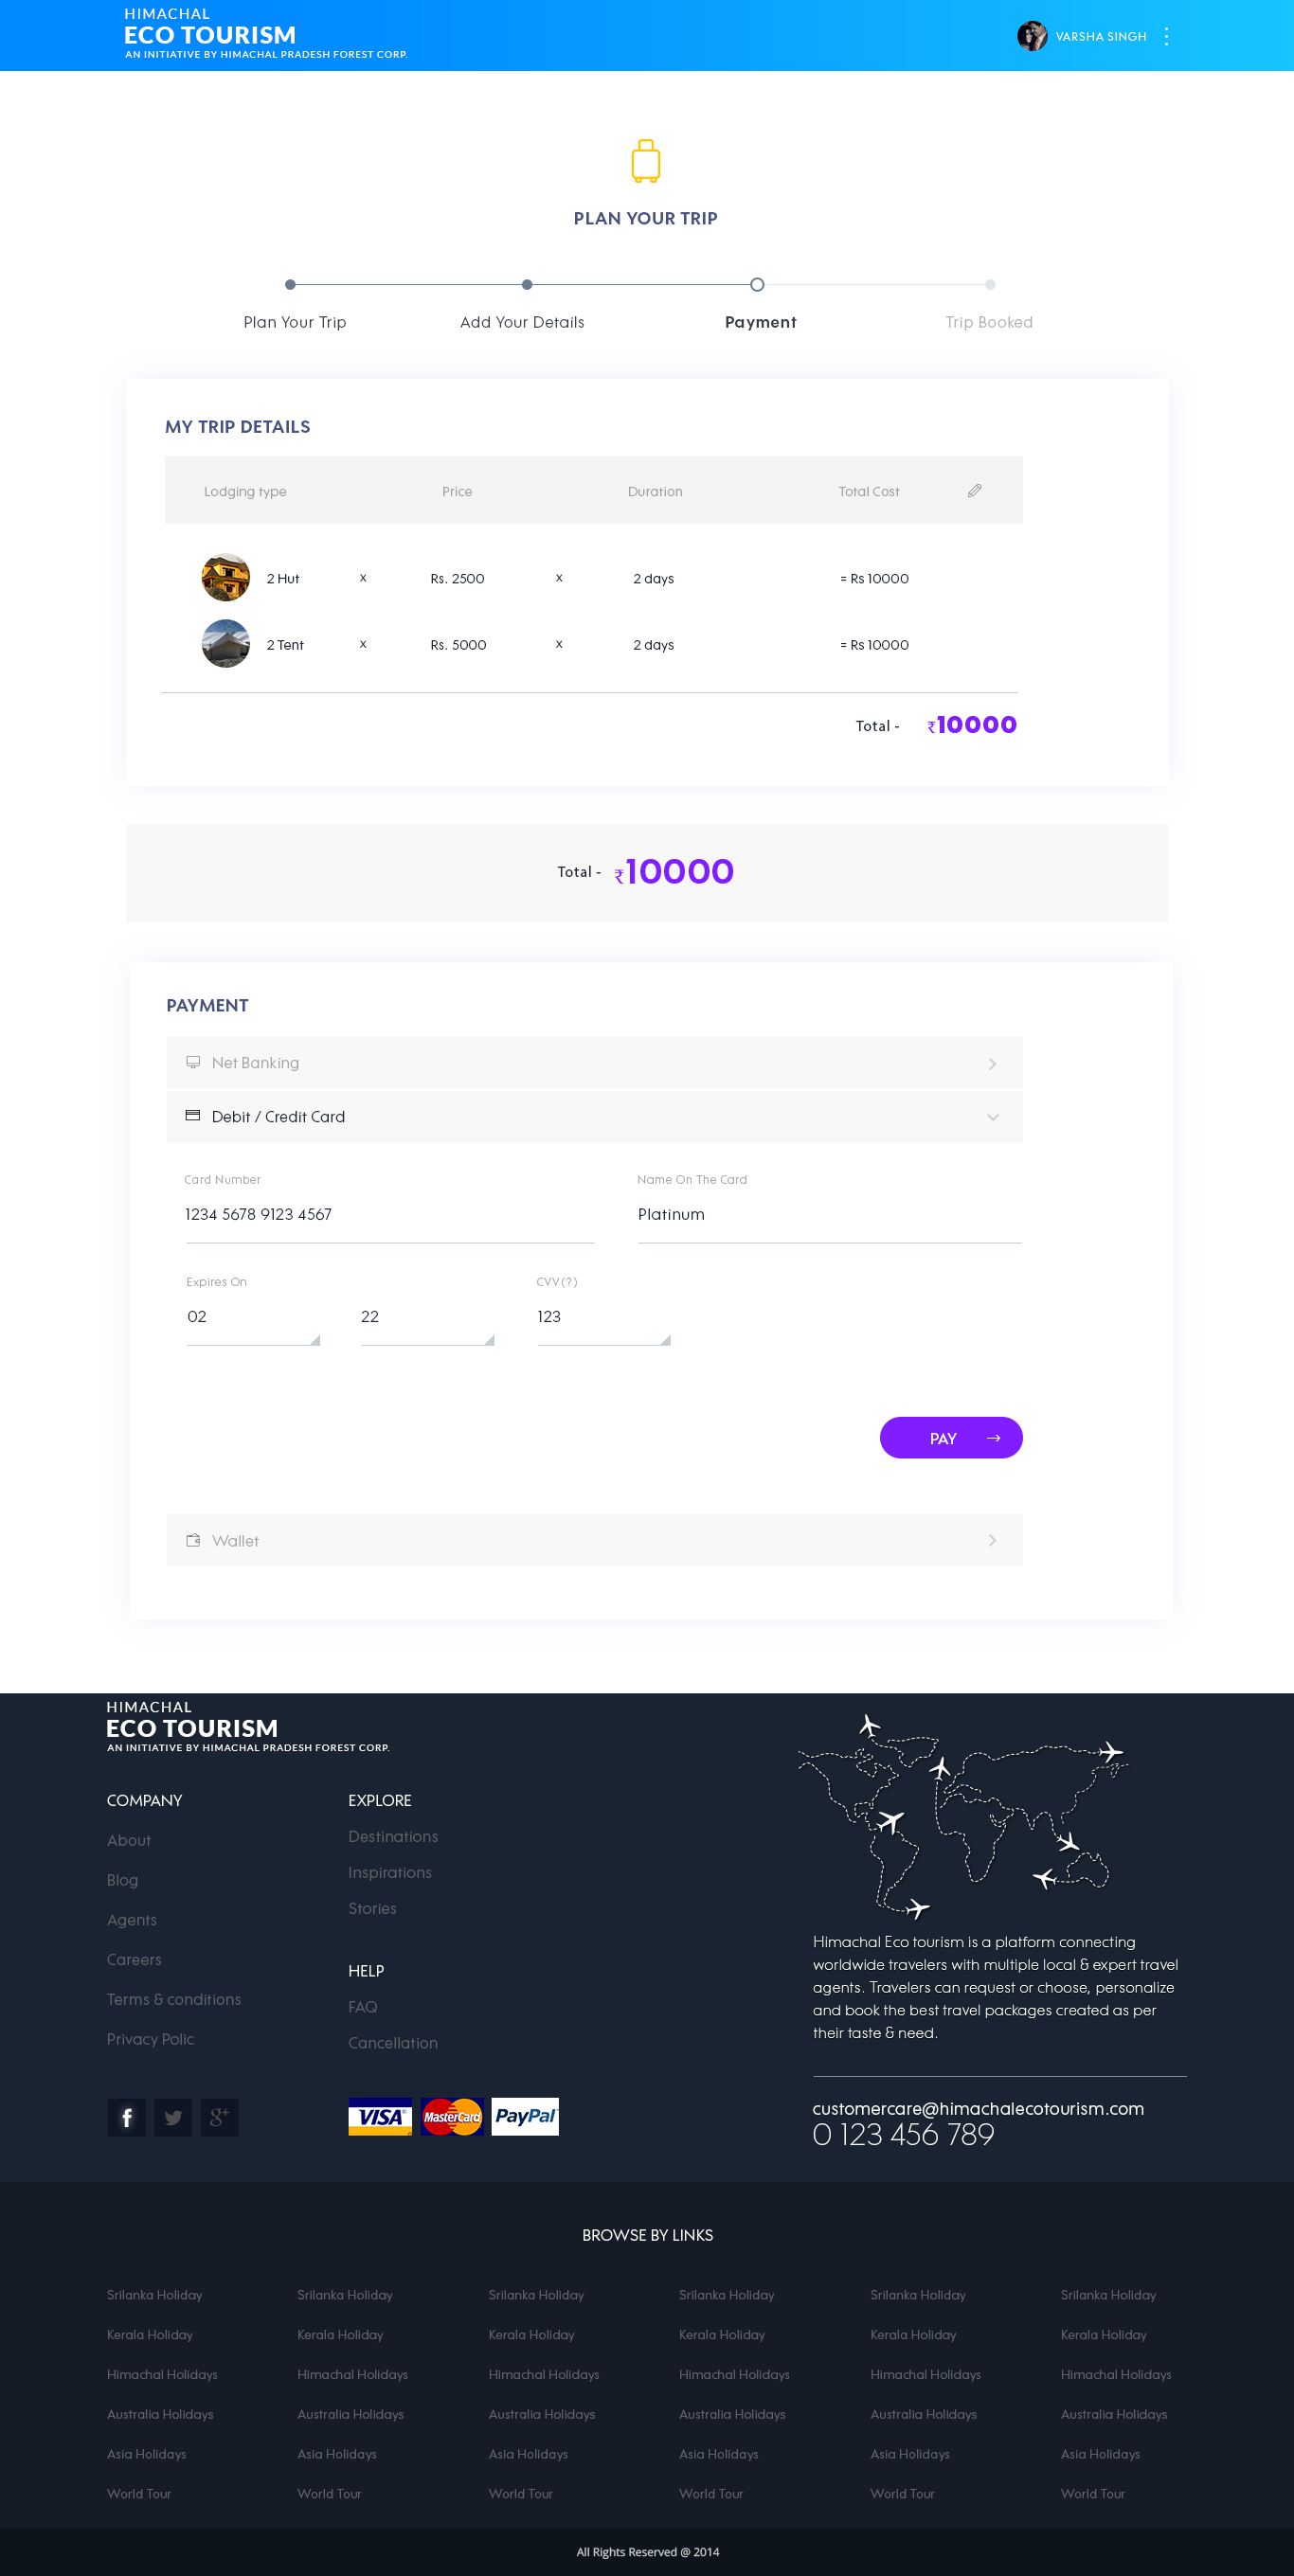 HIMACHAL
ECO TOURISM
AN INITIATIVE BY HIMACHAL PRADESH FOREST CORP.
VARSHA SINGH
PLAN YOUR TRIP
Plan Your Trip Add Your Details Payment Trip Booked
MY TRIP DETAILS
Lodging type Price Duration Total Cost
2 Hut x Rs. 2500 x 2 days = Rs 10000
2 Tent x Rs. 5000 x 2 days = Rs 10000
Total - ₹10000
Total - ₹10000
PAYMENT
Net Banking
Debit / Credit Card
Card Number Name On The Card
1234 5678 9123 4567 Platinum
Expires On CVV(?)
02 22 123
PAY
Wallet
HIMACHAL
ECO TOURISM
AN INITIATIVE BY HIMACHAL PRADESH FOREST CORP.
COMPANY
About
Blog
Agents
Careers
Terms & conditions
Privacy Polic
EXPLORE
Destinations
Inspirations
Stories
HELP
FAQ
Cancellation
f g+
VISA MasterCard PayPal
Himachal Eco tourism is a platform connecting
worldwide travelers with multiple local & expert travel
agents. Travelers can request or choose, personalize
and book the best travel packages created as per
their taste & need.
customercare@himachalecotourism.com
0 123 456 789
BROWSE BY LINKS
Srilanka Holiday Srilanka Holiday Srilanka Holiday Srilanka Holiday Srilanka Holiday Srilanka Holiday
Kerala Holiday Kerala Holiday Kerala Holiday Kerala Holiday Kerala Holiday Kerala Holiday
Himachal Holidays Himachal Holidays Himachal Holidays Himachal Holidays Himachal Holidays Himachal Holidays
Australia Holidays Australia Holidays Australia Holidays Australia Holidays Australia Holidays Australia Holidays
Asia Holidays Asia Holidays Asia Holidays Asia Holidays Asia Holidays Asia Holidays
World Tour World Tour World Tour World Tour World Tour World Tour
All Rights Reserved @ 2014